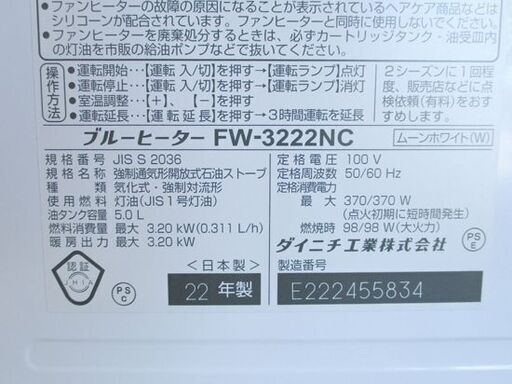 ファンヒーターの故障の原因になることが表示されているヘアケア商品などは
シリコーンが配合されています。ファンヒーターと同時に使用しないでください。
•ファンヒーターを廃棄処分するときは、必ずカートリッジタンク・油受皿内
の灯油を市販の給油ポンプなどで抜いてください。
操作方法
▶運転開始…【運転 入/切】を押す→【運転ランプ】点灯
▶運転停止…【運転 入/切】を押す→【運転ランプ】消灯
▶室温調整…【+】、【-】を押す
▶運転延長…【運転延長】を押す→3時間運転を延長
2シーズンに1回程
度、販売店などに点
検依頼(有料)をおす
すめします。
ブルーヒーター FW-3222NC
ムーンホワイト(W)
規格番号 JIS S 2036
規格名 強制通気形開放式石油ストーブ
種類 気化式・強制対流形
使用燃料 灯油(JIS1号灯油)
油タンク容量 5.0 L
燃料消費量 最大 3.20 kW(0.311 L/h)
暖房出力 最大 3.20 kW
定格電圧 100 V
定格周波数 50/60 Hz
定格消費電力
最大 370/370 W
(点火初期に短時間発生)
燃焼時 98/98 W(大火力)
ダイニチ工業株式会社
PS
E
認証
JHIA
PS
C
<日本製>
22 年製
製造番号
E222455834